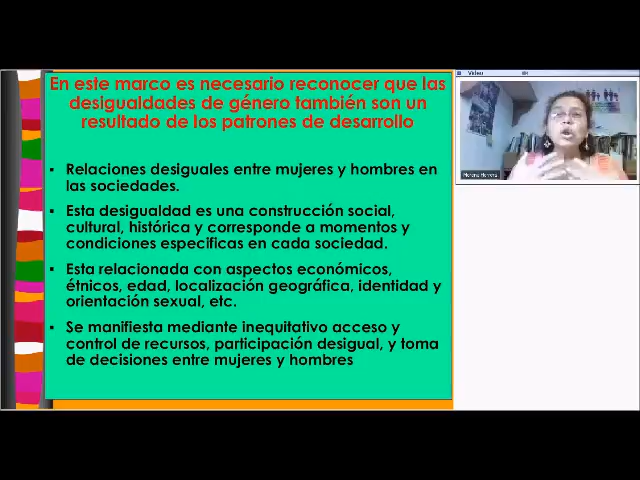 En este marco es necesario reconocer que las
desigualdades de género también son un
resultado de los patrones de desarrollo
▪ Relaciones desiguales entre mujeres y hombres en
las sociedades.
▪ Esta desigualdad es una construcción social,
cultural, histórica y corresponde a momentos y
condiciones especificas en cada sociedad.
▪ Esta relacionada con aspectos económicos,
étnicos, edad, localización geográfica, identidad y
orientación sexual, etc.
▪ Se manifiesta mediante inequitativo acceso y
control de recursos, participación desigual, y toma
de decisiones entre mujeres y hombres
Video
Morena Herrera